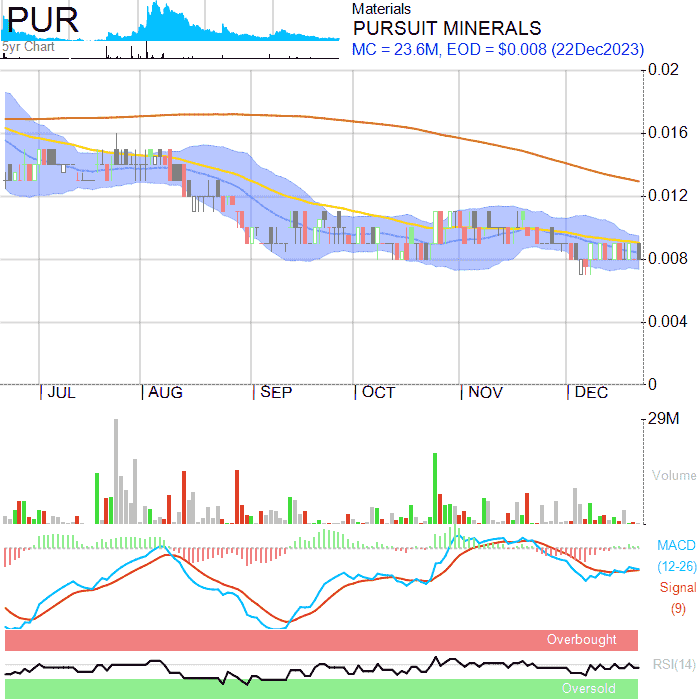 PUR
5yr Chart
Materials
PURSUIT MINERALS
MC = 23.6M, EOD = $0.008 (22Dec2023)
0.02
0.016
0.012
0.008
0.004
0
JUL
AUG
SEP
OCT
NOV
DEC
29M
Volume
MACD
(12-26)
Signal
(9)
Overbought
RSI(14)
Oversold